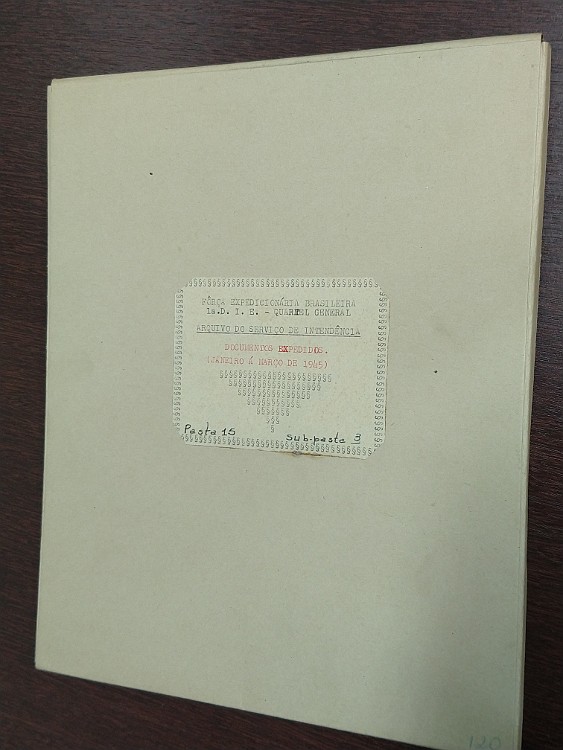 §§§§§§§§§§§§§§§§§§§§§§§§§§§§§§§§§§§
FÔRÇA EXPEDICIONÁRIA BRASILEIRA
1a.D. I. E. - QUARTEL GENERAL
ARQUIVO DO SERVIÇO DE INTENDÊNCIA
DOCUMENTOS EXPEDIDOS.
(JANEIRO Á MARÇO DE 1945)
§§§§§§§§§§§§§§§§§§§§§
§§§§§§§§§§§§§§§§§
§§§§§§§§§§§§§
§§§§§§§§§§
§§§§§§
§§§
§
Pasta 15 Sub-pasta 3
§§§§§§§§§§§§§§§§§§§§§§§§§§§§§§§§§§§